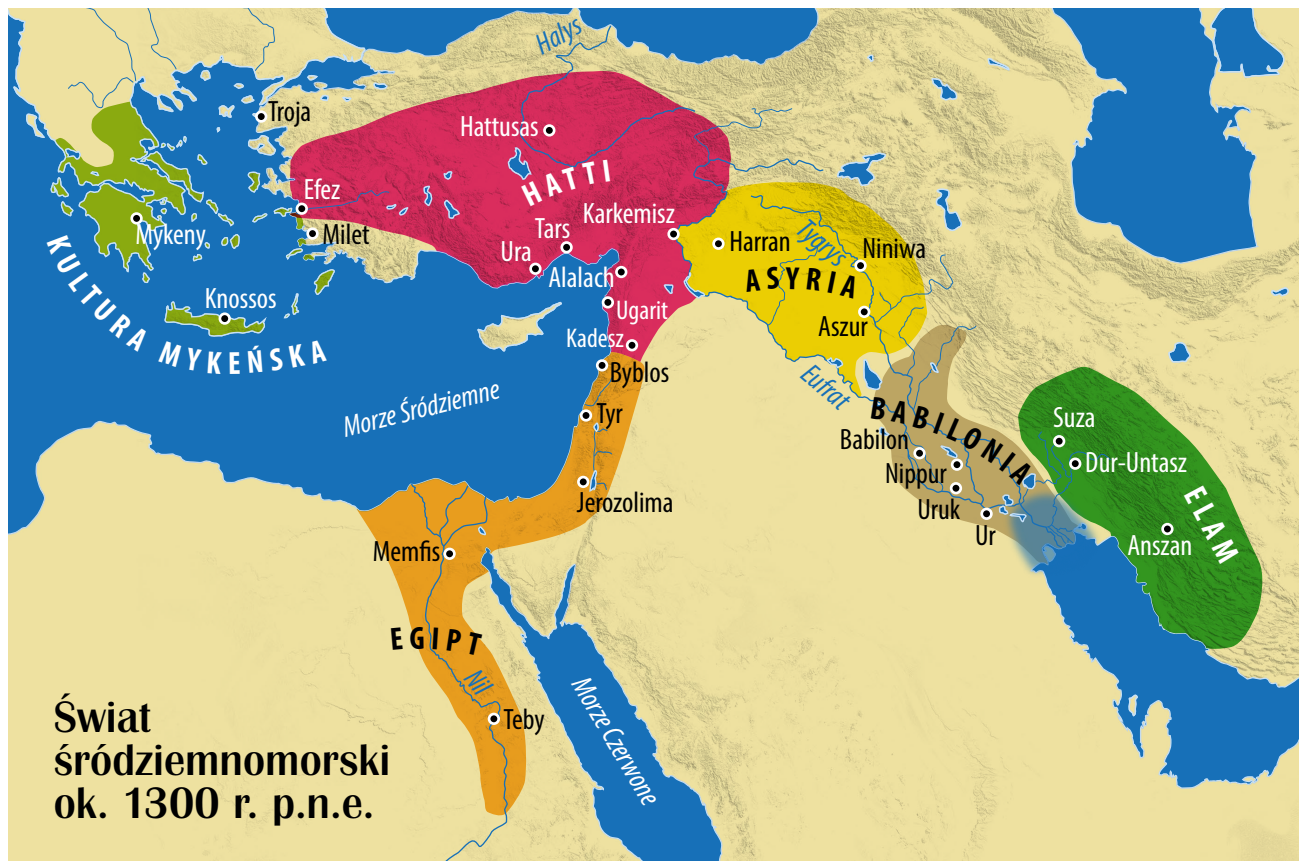 Halys
Troja
Hattusas
HATTI
Efez
Karkemisz
Mykeny
Milet
Tars
Ura
Alalach
Harran
Tygrys
Niniwa
ASYRIA
KULTURA MYKEŃSKA
Knossos
Ugarit
Aszur
Kadesz
Byblos
Eufrat
Morze Śródziemne
Tyr
BABILONIA
Suza
Babilon
Dur-Untasz
Nippur
Jerozolima
Uruk
ELAM
Ur
Anszan
Memfis
EGIPT
Nil
Teby
Morze Czerwone
Świat
śródziemnomorski
ok. 1300 r. p.n.e.